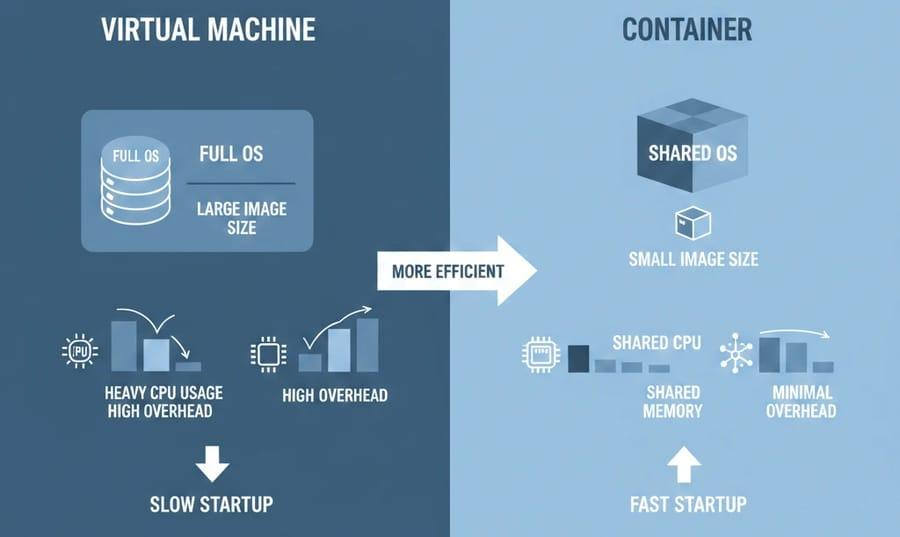 VIRTUAL MACHINE
FULL OS
FULL OS
LARGE IMAGE
SIZE
HEAVY CPU USAGE
HIGH OVERHEAD
HIGH OVERHEAD
SLOW STARTUP
MORE EFFICIENT
CONTAINER
SHARED OS
SMALL IMAGE SIZE
SHARED CPU
SHARED
MEMORY
MINIMAL
OVERHEAD
FAST STARTUP